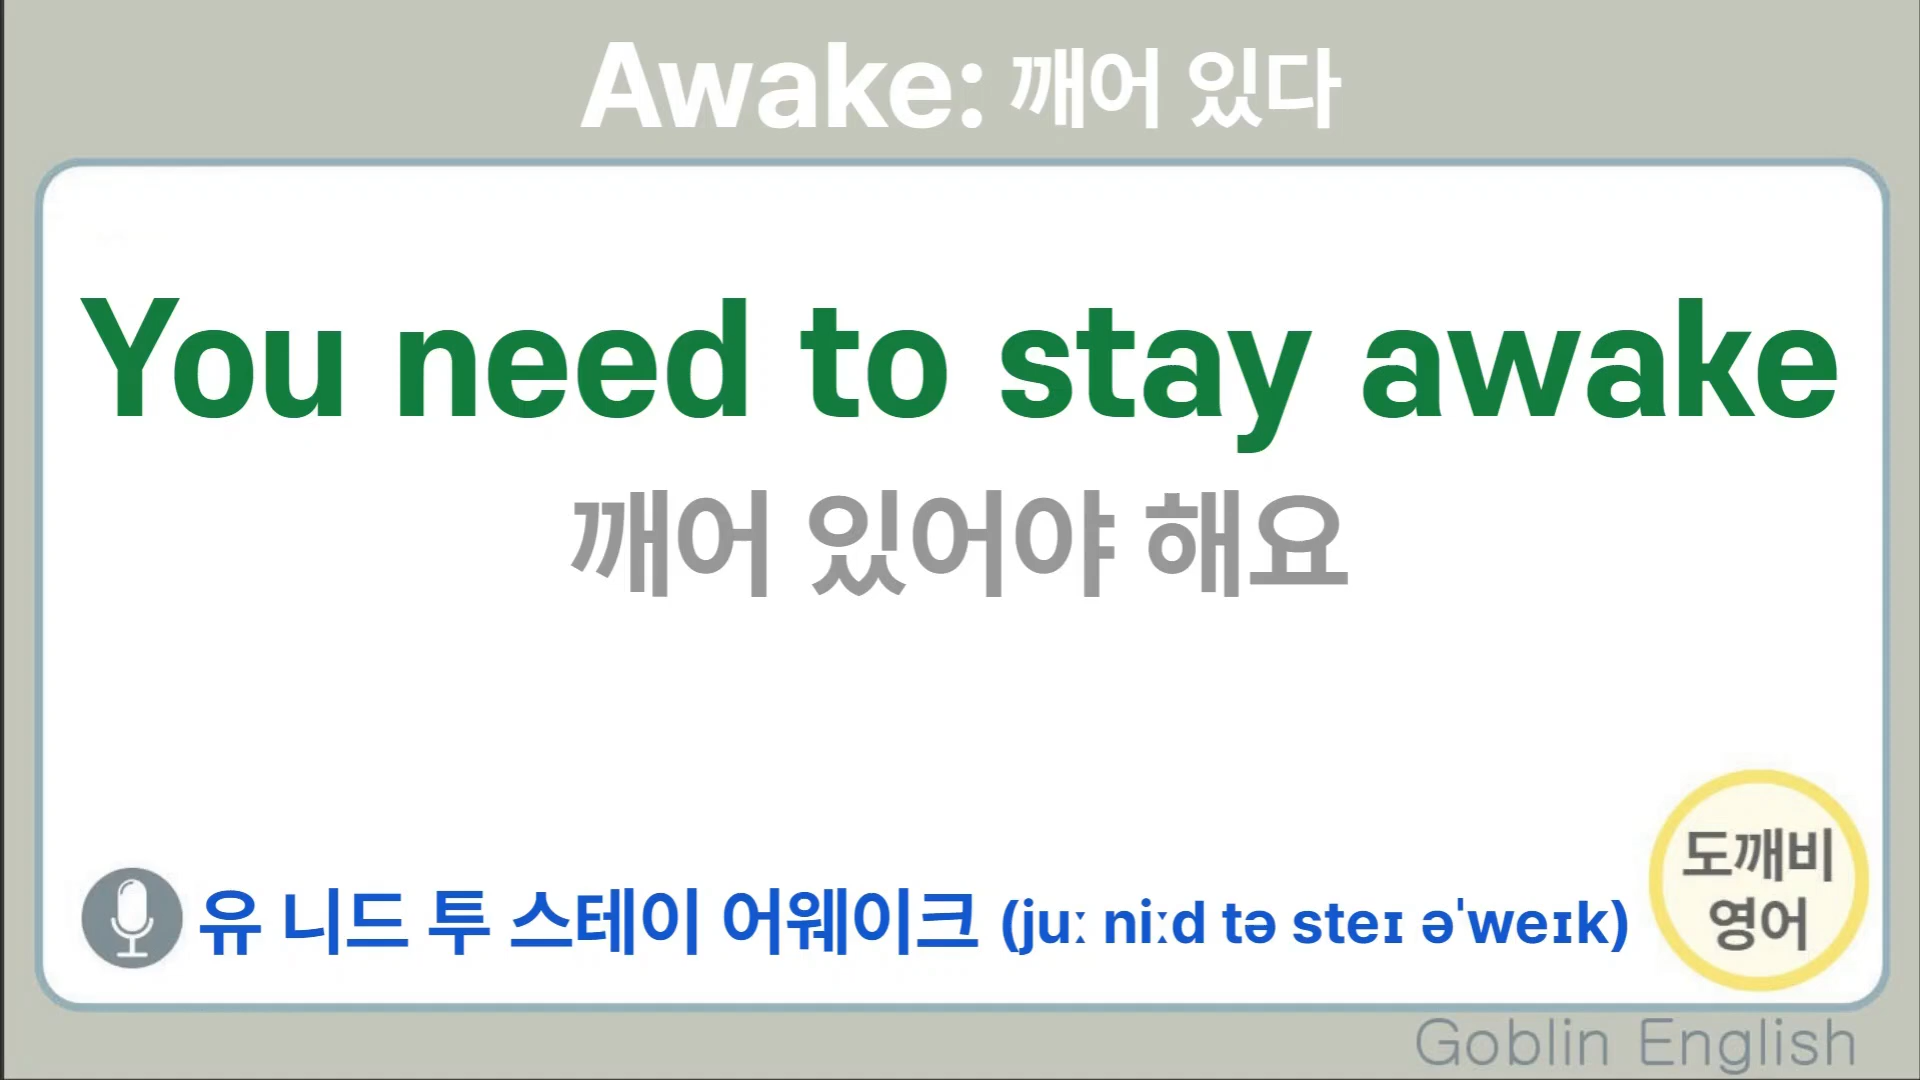 Awake: 깨어 있다
You need to stay awake
깨어 있어야 해요
유 니드 투 스테이 어웨이크 (juː niːd tə steɪ əˈweɪk)
도깨비
영어
Goblin English